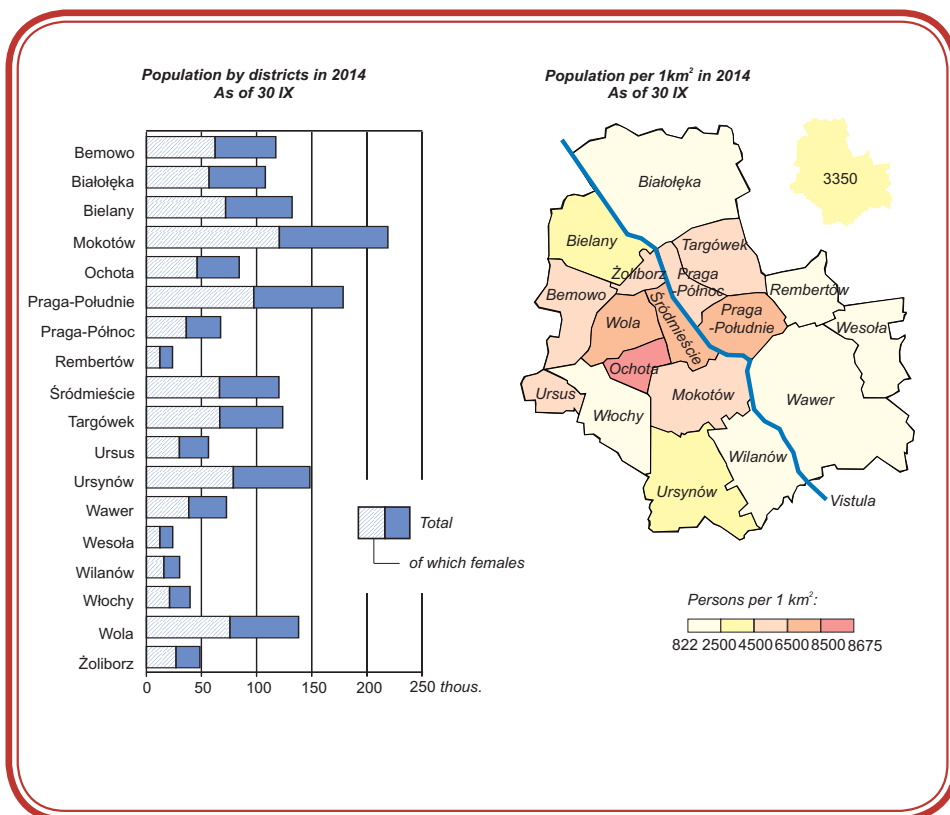 Population by districts in 2014
As of 30 IX
Bemowo
Białołęka
Bielany
Mokotów
Ochota
Praga-Południe
Praga-Północ
Rembertów
Śródmieście
Targówek
Ursus
Ursynów
Wawer
Wesoła
Wilanów
Włochy
Wola
Żoliborz
0 50 100 150 200 250 thous.
Total
of which females
Population per 1km²in 2014
As of 30 IX
3350
Białołęka
Bielany
Targówek
Żoliborz
Praga
-Północ
Rembertów
Bemowo
Wola
Śródmieście
Praga
-Południe
Wesoła
Ochota
Ursus
Mokotów
Wawer
Włochy
Wilanów
Ursynów
Vistula
Persons per 1 km²:
822 2500 4500 6500 8500 8675